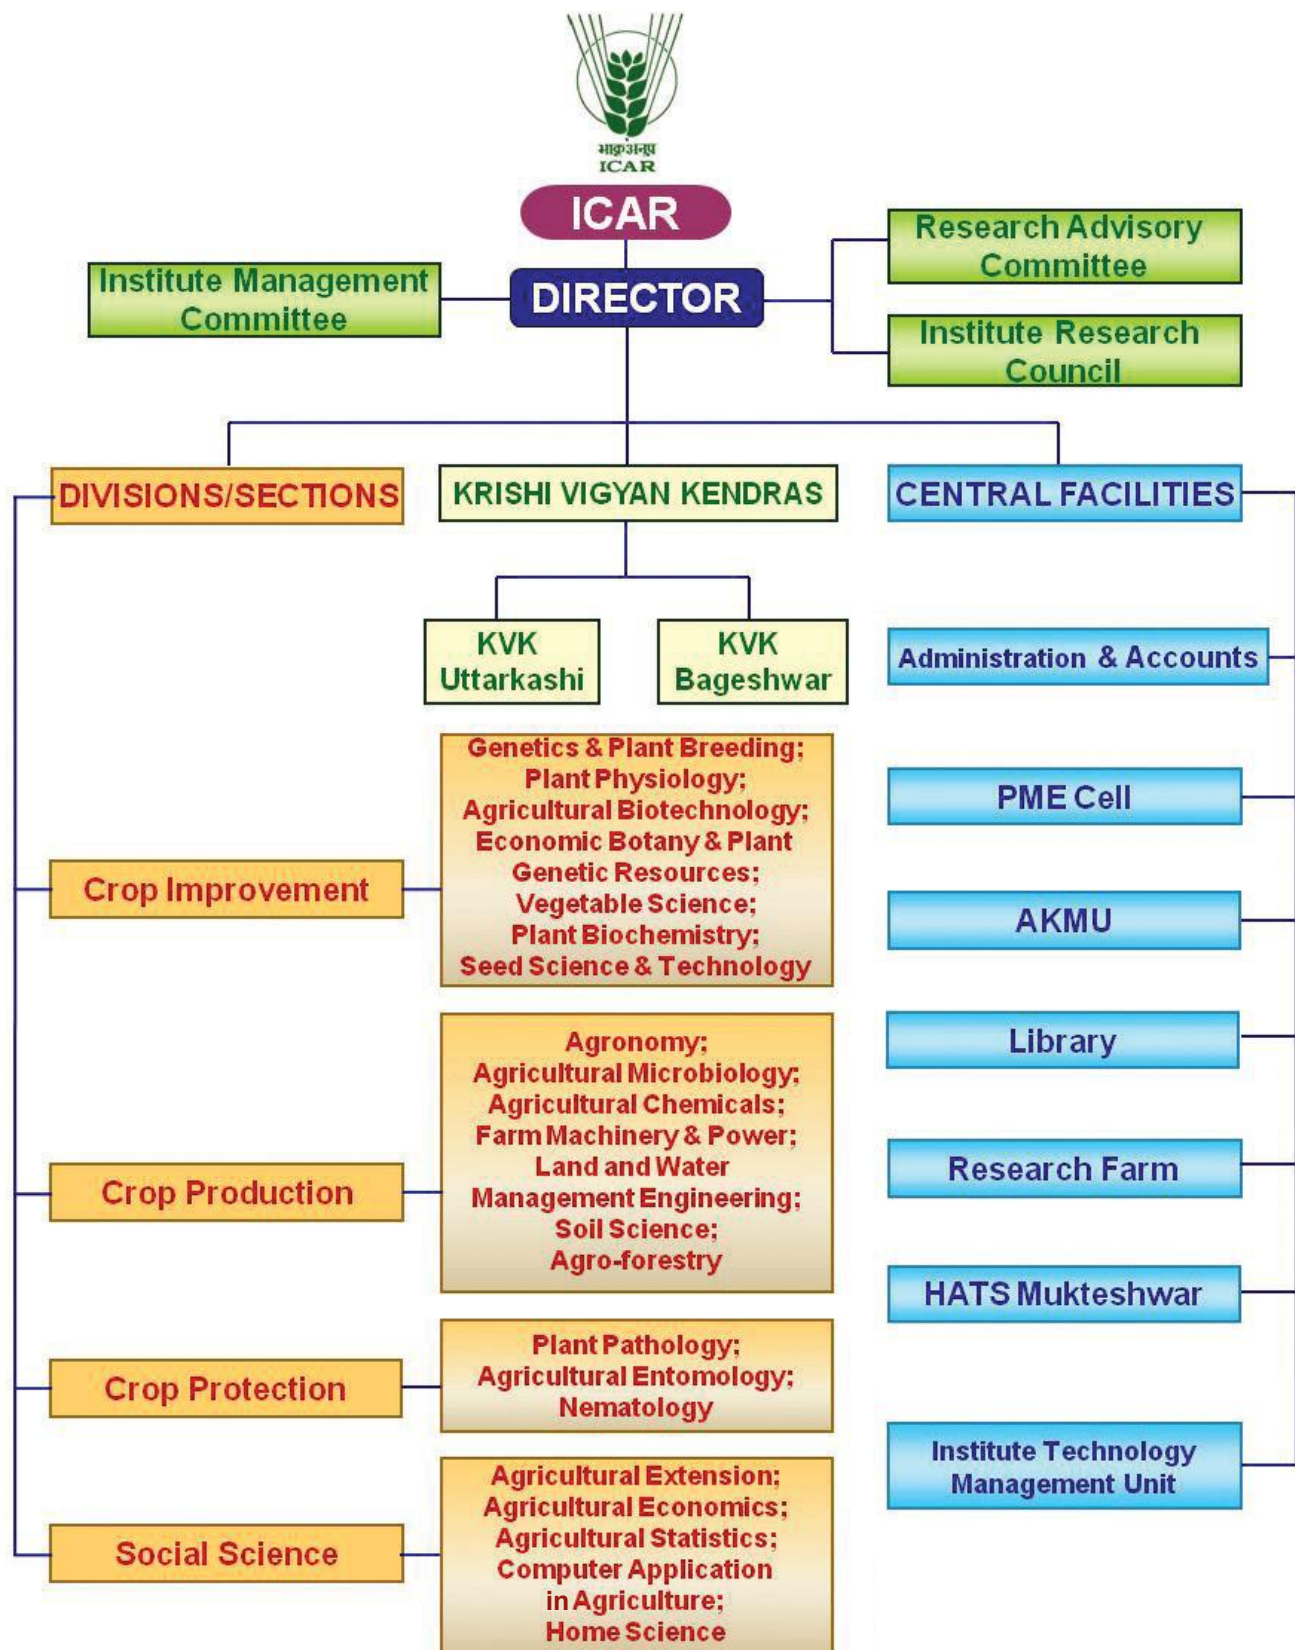 भाकृअनुप
ICAR
ICAR
DIRECTOR
Institute Management
Committee
Research Advisory
Committee
Institute Research
Council
DIVISIONS/SECTIONS
KRISHI VIGYAN KENDRAS
CENTRAL FACILITIES
KVK
Uttarkashi
KVK
Bageshwar
Crop Improvement
Genetics & Plant Breeding;
Plant Physiology;
Agricultural Biotechnology;
Economic Botany & Plant
Genetic Resources;
Vegetable Science;
Plant Biochemistry;
Seed Science & Technology
Crop Production
Agronomy;
Agricultural Microbiology;
Agricultural Chemicals;
Farm Machinery & Power;
Land and Water
Management Engineering;
Soil Science;
Agro-forestry
Crop Protection
Plant Pathology;
Agricultural Entomology;
Nematology
Social Science
Agricultural Extension;
Agricultural Economics;
Agricultural Statistics;
Computer Application
in Agriculture;
Home Science
Administration & Accounts
PME Cell
AKMU
Library
Research Farm
HATS Mukteshwar
Institute Technology
Management Unit